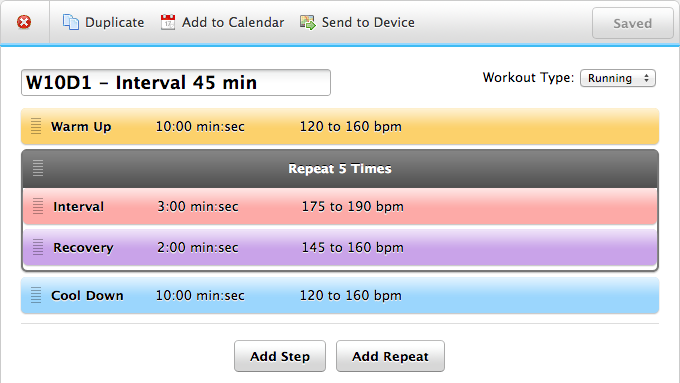 Duplicate Add to Calendar Send to Device Saved
W10D1 - Interval 45 min Workout Type: Running
Warm Up 10:00 min:sec 120 to 160 bpm
Repeat 5 Times
Interval 3:00 min:sec 175 to 190 bpm
Recovery 2:00 min:sec 145 to 160 bpm
Cool Down 10:00 min:sec 120 to 160 bpm
Add Step Add Repeat